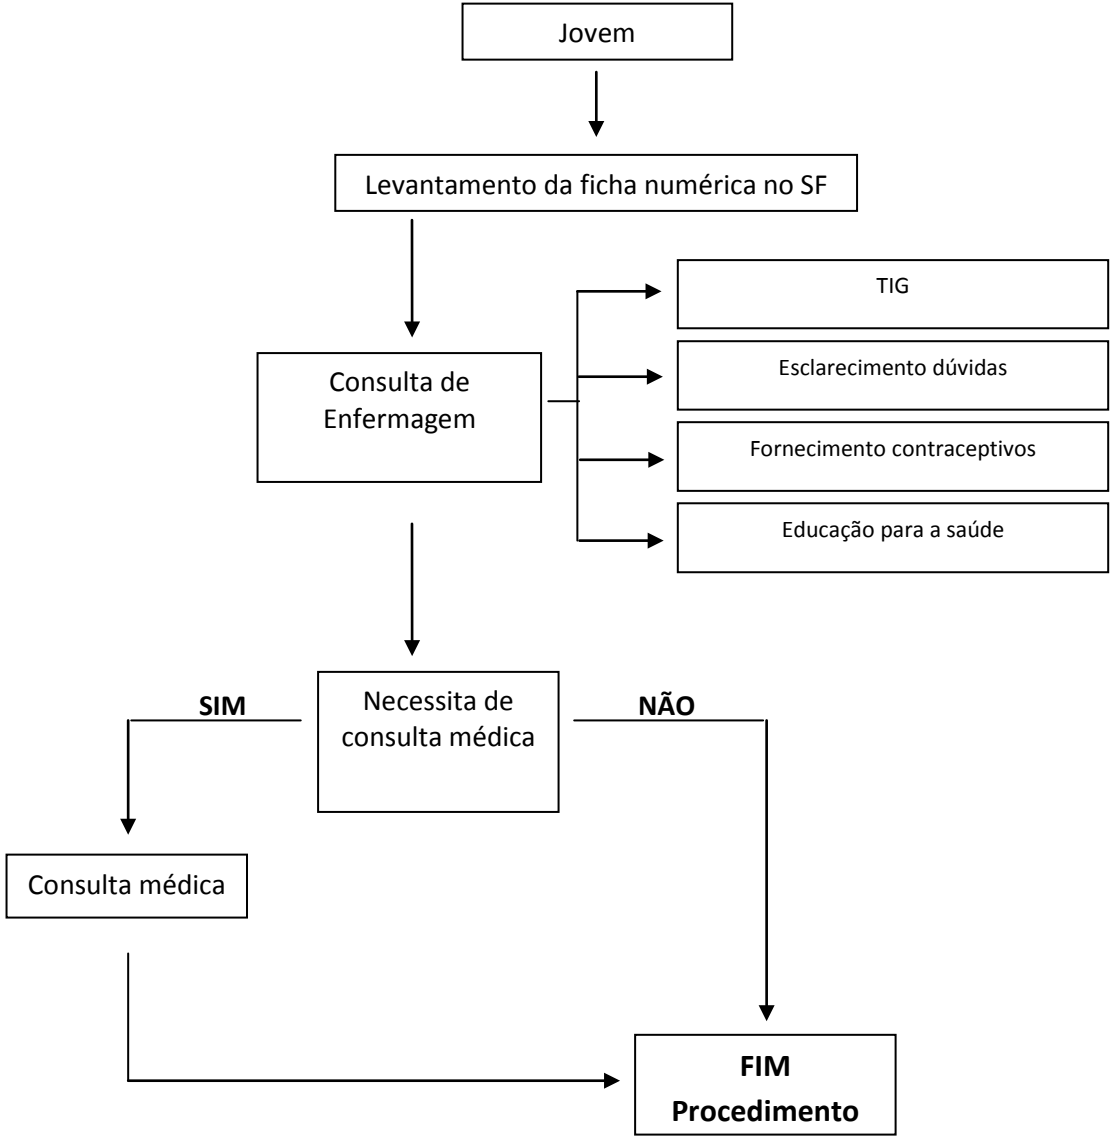 Jovem
Levantamento da ficha numérica no SF
TIG
Esclarecimento dúvidas
Consulta de
Enfermagem
Fornecimento contraceptivos
Educação para a saúde
SIM
Necessita de
consulta médica
NÃO
Consulta médica
FIM
Procedimento